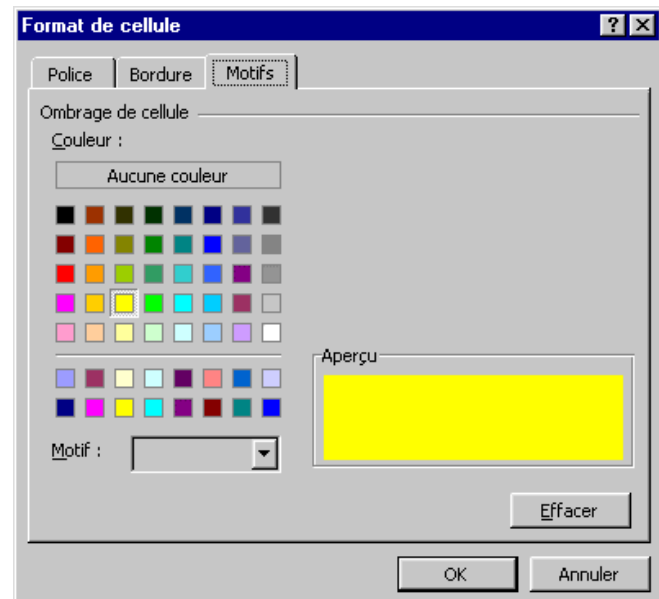 Format de cellule
Police Bordure Motifs
Ombrage de cellule
Couleur :
Aucune couleur
Aperçu
Motif :
Effacer
OK Annuler